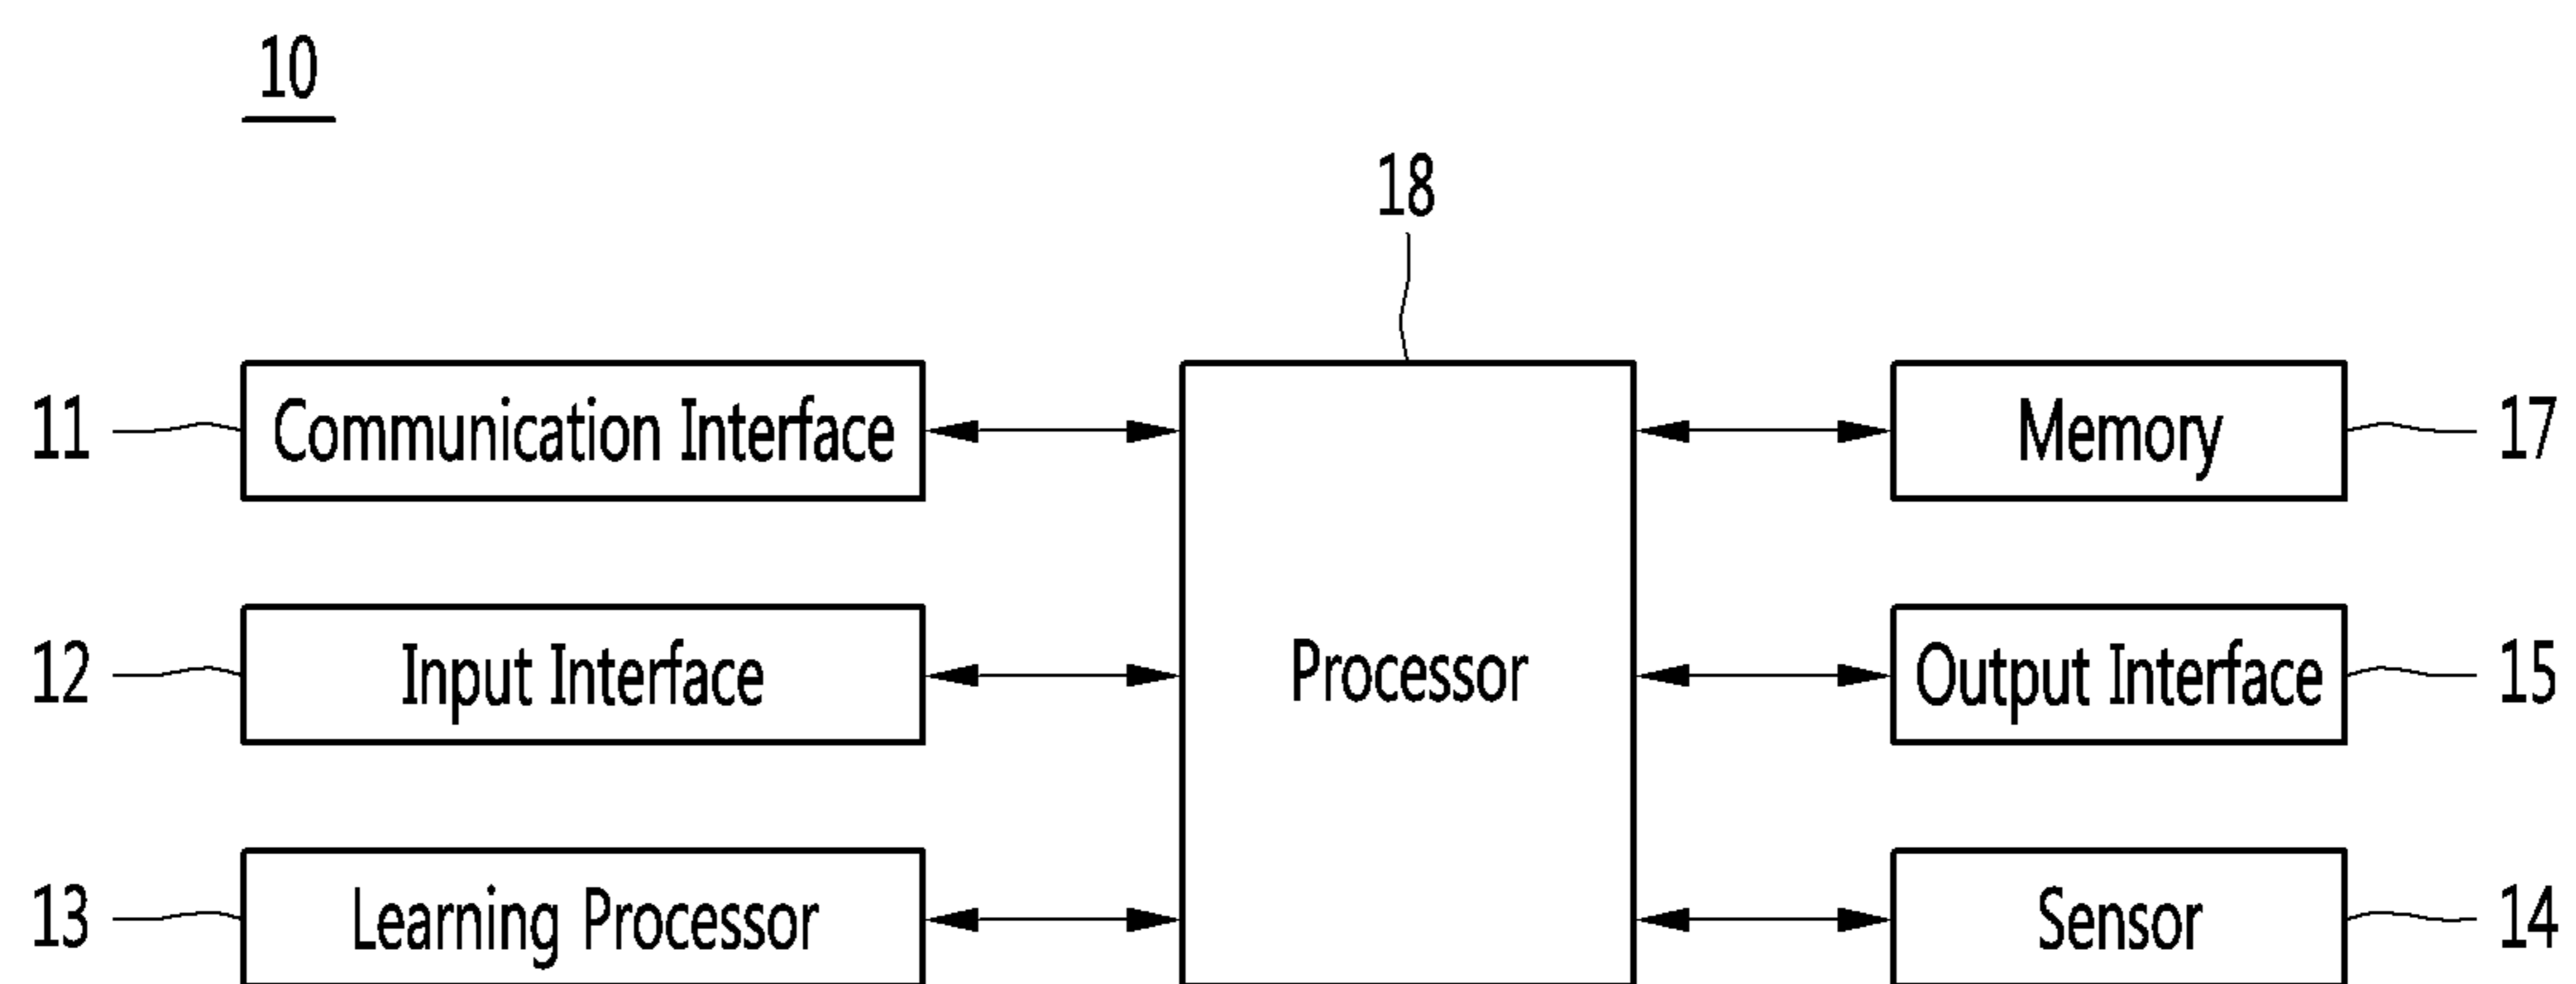 10
18
11 Communication Interface Memory 17
12 Input Interface Processor Output Interface 15
13 Learning Processor Sensor 14